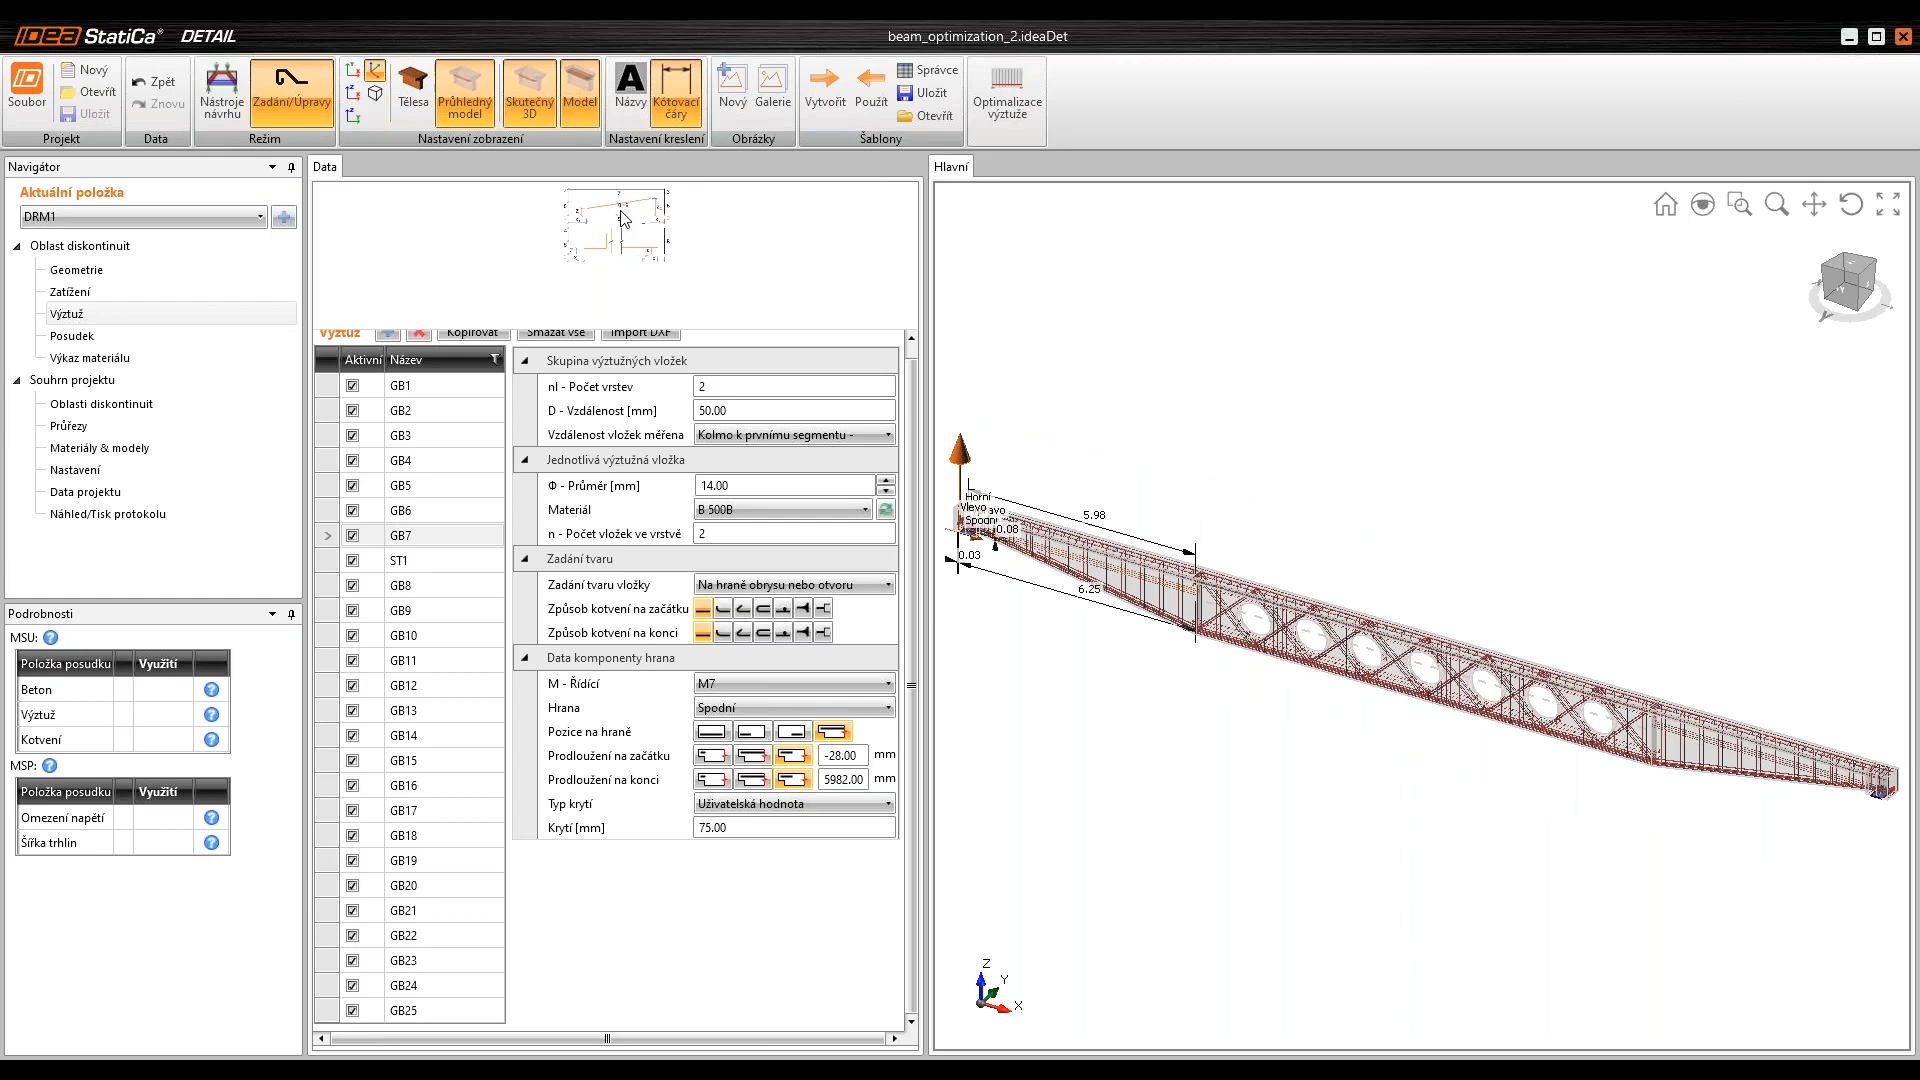 IDEA StatiCa® DETAIL
beam_optimization_2.ideaDet
Soubor
Nový
Otevřít
Uložit
Projekt
Zpět
Znovu
Data
Nástroje návrhu
Zadání/Úpravy
Režim
Tělesa
Průhledný model
Skutečný 3D
Model
Nastavení zobrazení
Názvy
Kótovací čáry
Nastavení kreslení
Nový
Galerie
Obrázky
Vytvořit
Použít
Správce
Uložit
Otevřít
Šablony
Optimalizace výztuže
Navigátor
Aktuální položka
DRM1
Oblast diskontinuit
Geometrie
Zatížení
Výztuž
Posudek
Výkaz materiálu
Souhrn projektu
Oblasti diskontinuit
Průřezy
Materiály & modely
Nastavení
Data projektu
Náhled/Tisk protokolu
Podrobnosti
MSU:
Položka posudku Využití
Beton
Výztuž
Kotvení
MSP:
Položka posudku Využití
Omezení napětí
Šířka trhlin
Data
Výztuž Kopírovat Smazat vše Import DXF
Aktivní Název
GB1
GB2
GB3
GB4
GB5
GB6
GB7
ST1
GB8
GB9
GB10
GB11
GB12
GB13
GB14
GB15
GB16
GB17
GB18
GB19
GB20
GB21
GB22
GB23
GB24
GB25
Skupina výztužných vložek
nl - Počet vrstev 2
D - Vzdálenost [mm] 50.00
Vzdálenost vložek měřena Kolmo k prvnímu segmentu -
Jednotlivá výztužná vložka
Φ - Průměr [mm] 14.00
Materiál B 500B
n - Počet vložek ve vrstvě 2
Zadání tvaru
Zadání tvaru vložky Na hraně obrysu nebo otvoru
Způsob kotvení na začátku
Způsob kotvení na konci
Data komponenty hrana
M - Řídící M7
Hrana Spodní
Pozice na hraně
Prodloužení na začátku -28.00 mm
Prodloužení na konci 5982.00 mm
Typ krytí Uživatelská hodnota
Krytí [mm] 75.00
Hlavní
L
Horní
Vlevo
avo
Spodní
0.08
0.03
5.98
6.25
Z
Y
X